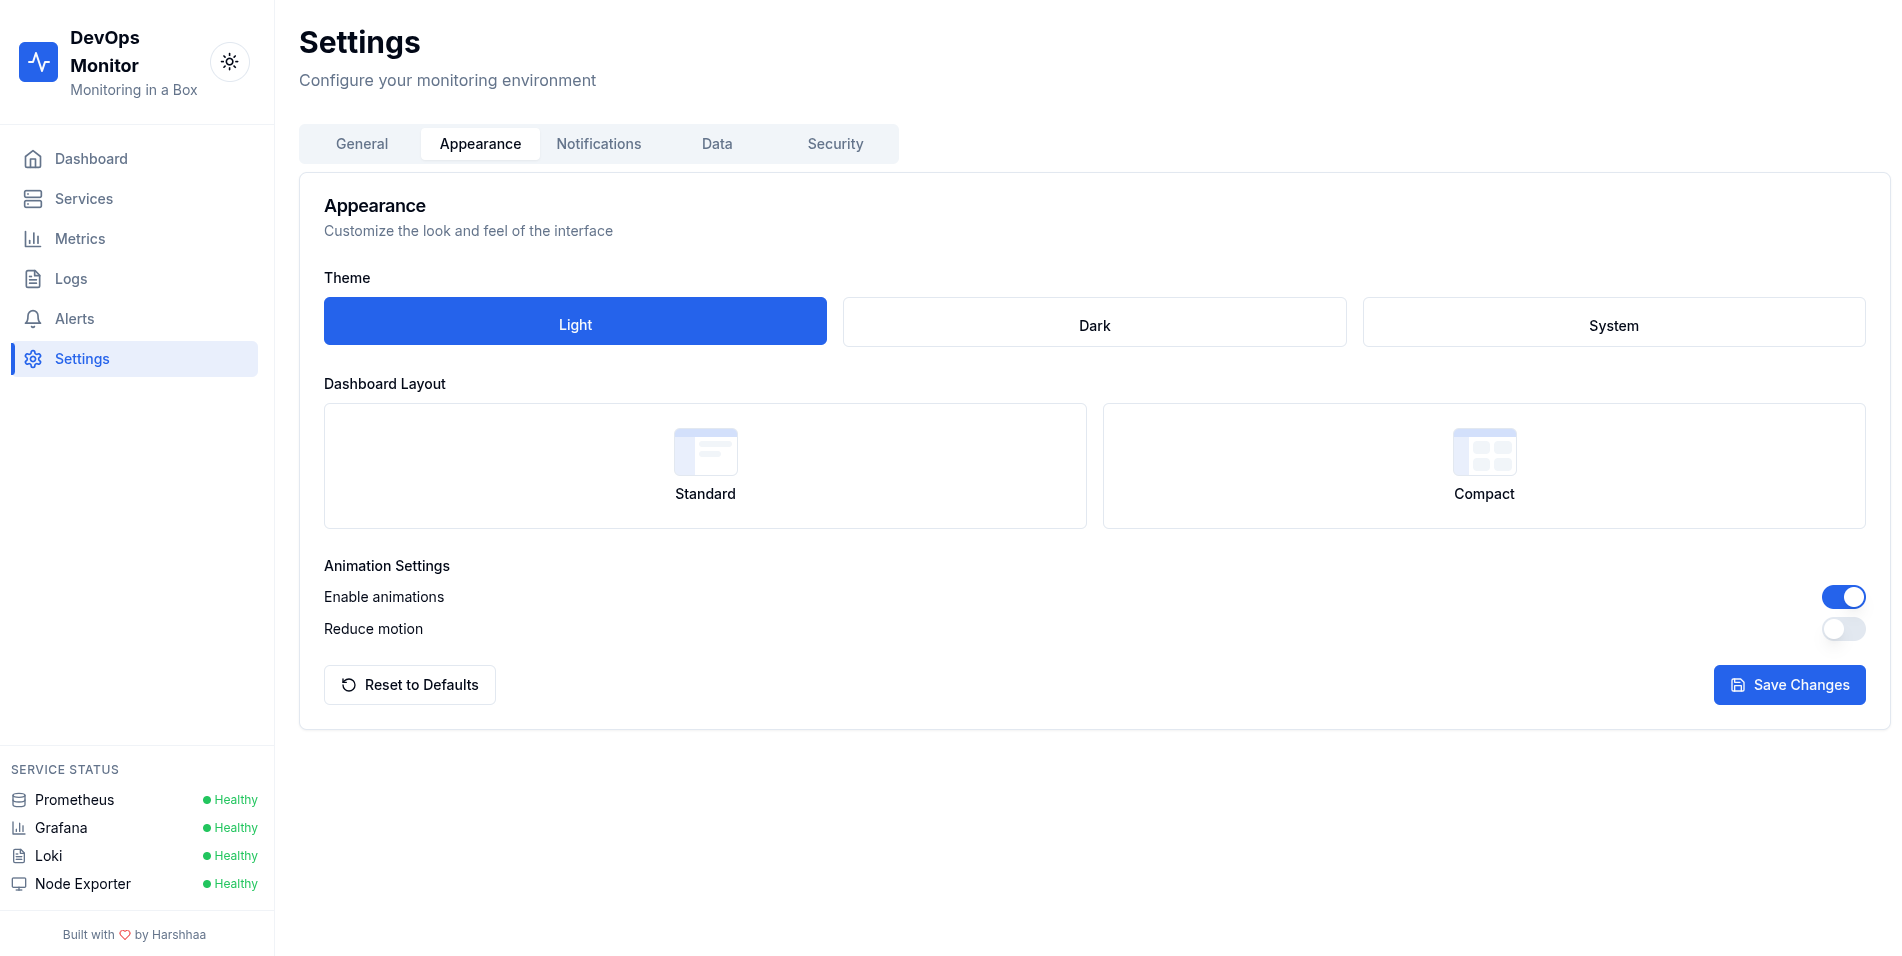 DevOps
Monitor
Monitoring in a Box
Dashboard
Services
Metrics
Logs
Alerts
Settings
SERVICE STATUS
Prometheus Healthy
Grafana Healthy
Loki Healthy
Node Exporter Healthy
Built with by Harshhaa
Settings
Configure your monitoring environment
General Appearance Notifications Data Security
Appearance
Customize the look and feel of the interface
Theme
Light Dark System
Dashboard Layout
Standard Compact
Animation Settings
Enable animations
Reduce motion
Reset to Defaults Save Changes